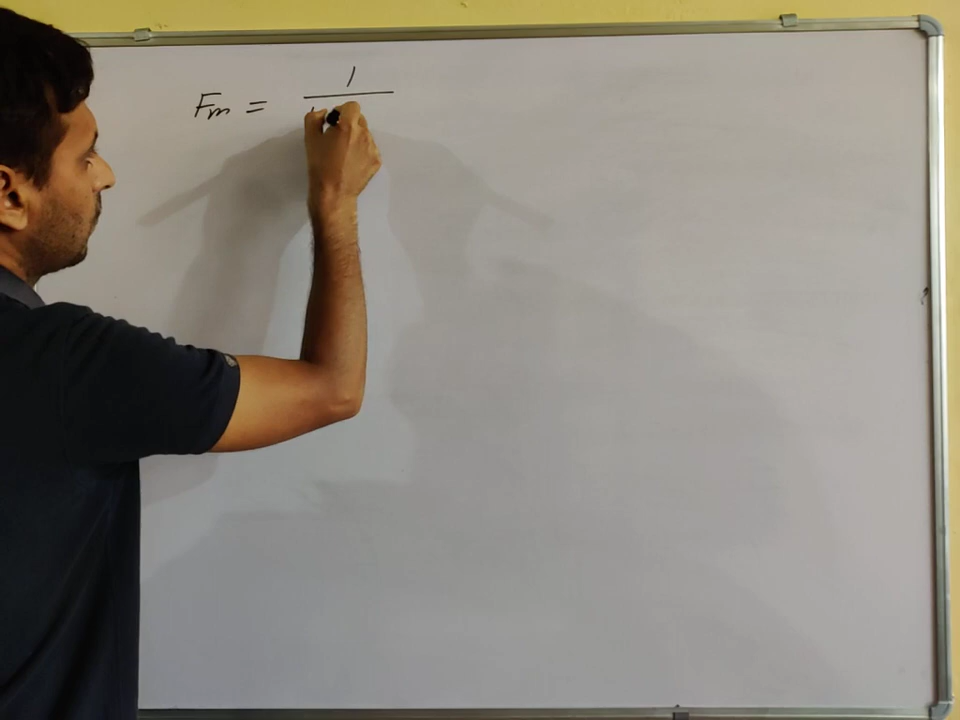 Fm = 1/